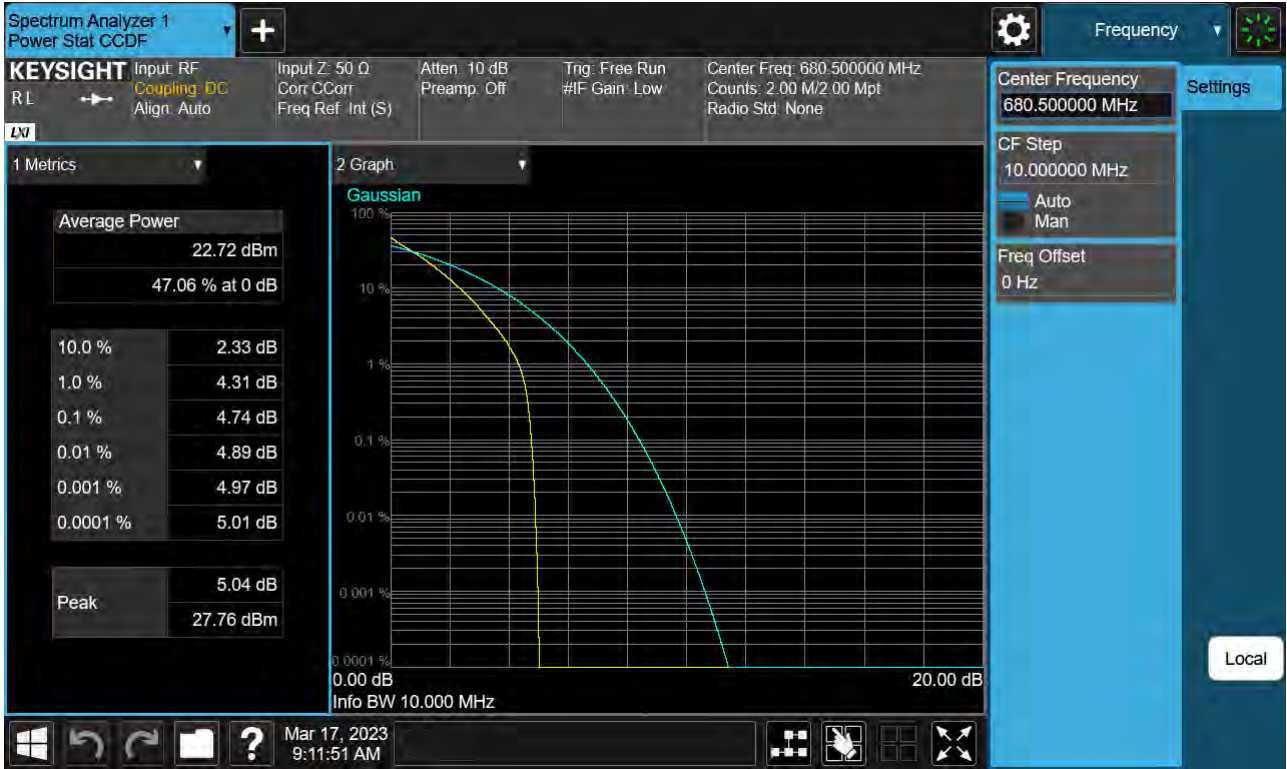 Spectrum Analyzer 1
Power Stat CCDF
Frequency
KEYSIGHT
R L
LXI
Input: RF
Coupling: DC
Align: Auto
Input Z: 50 Ω
Corr CCorr
Freq Ref: Int (S)
Atten: 10 dB
Preamp: Off
Trig: Free Run
#IF Gain: Low
Center Freq: 680.500000 MHz
Counts: 2.00 M/2.00 Mpt
Radio Std: None
Center Frequency
680.500000 MHz
Settings
CF Step
10.000000 MHz
Auto
Man
Freq Offset
0 Hz
1 Metrics
Average Power
22.72 dBm
47.06 % at 0 dB
10.0 % 2.33 dB
1.0 % 4.31 dB
0.1 % 4.74 dB
0.01 % 4.89 dB
0.001 % 4.97 dB
0.0001 % 5.01 dB
Peak
5.04 dB
27.76 dBm
2 Graph
Gaussian
100 %
10 %
1 %
0.1 %
0.01 %
0.001 %
0.0001 %
0.00 dB 20.00 dB
Info BW 10.000 MHz
Local
?
Mar 17, 2023
9:11:51 AM